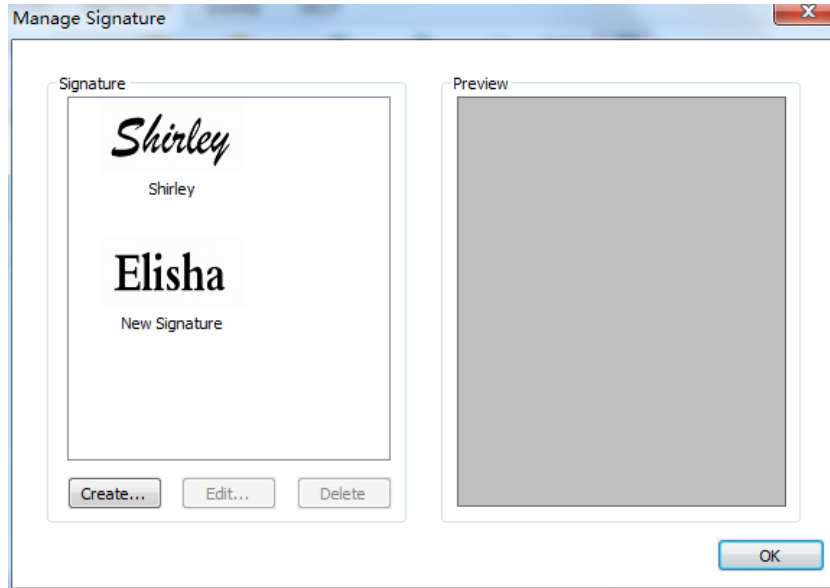 Manage Signature
Signature
Preview
Shirley
Shirley
Elisha
New Signature
Create...
Edit...
Delete
OK